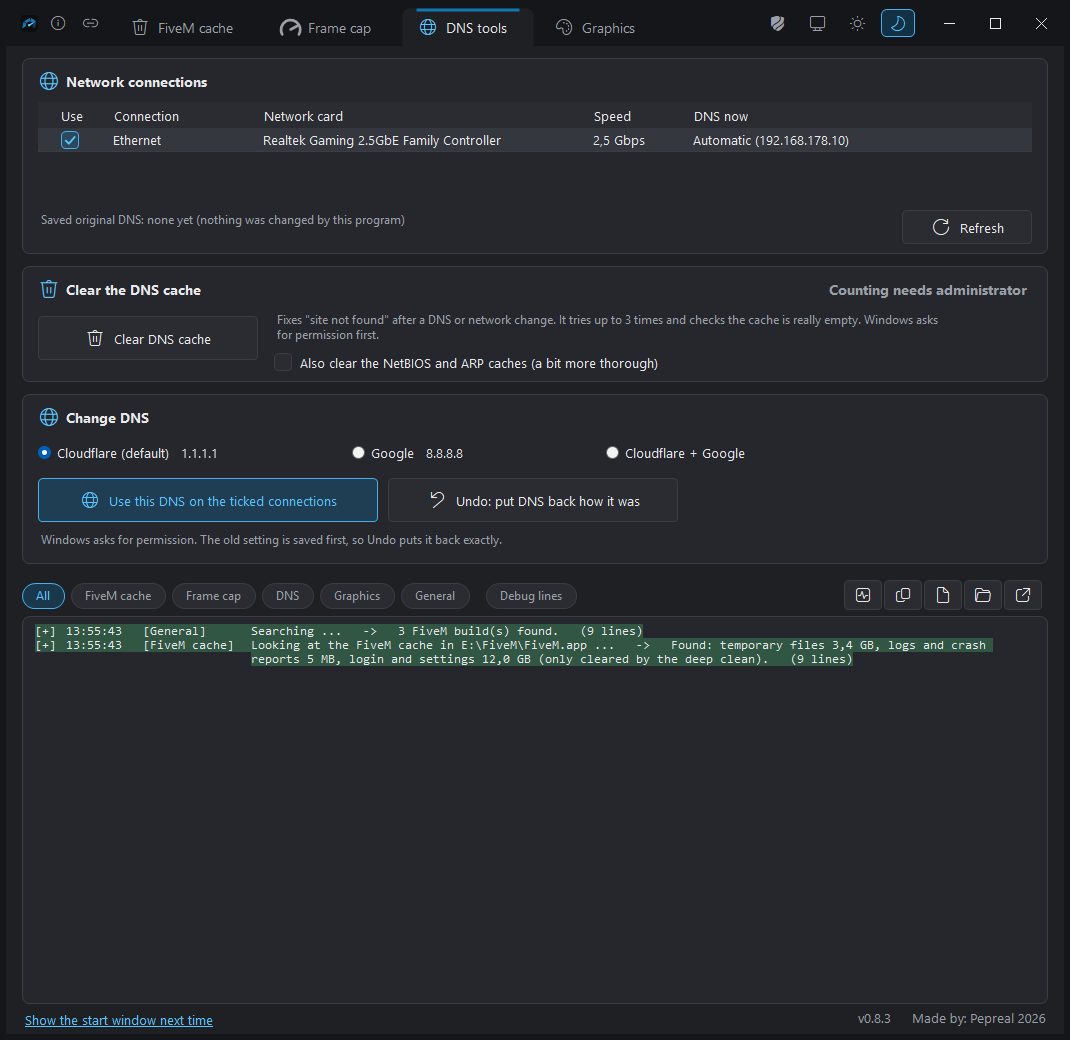 FiveM cache
Frame cap
DNS tools
Graphics
Network connections
Use Connection Network card Speed DNS now
Ethernet Realtek Gaming 2.5GbE Family Controller 2,5 Gbps Automatic (192.168.178.10)
Saved original DNS: none yet (nothing was changed by this program)
Refresh
Clear the DNS cache
Counting needs administrator
Clear DNS cache
Fixes "site not found" after a DNS or network change. It tries up to 3 times and checks the cache is really empty. Windows asks
for permission first.
Also clear the NetBIOS and ARP caches (a bit more thorough)
Change DNS
Cloudflare (default) 1.1.1.1
Google 8.8.8.8
Cloudflare + Google
Use this DNS on the ticked connections
Undo: put DNS back how it was
Windows asks for permission. The old setting is saved first, so Undo puts it back exactly.
All
FiveM cache
Frame cap
DNS
Graphics
General
Debug lines
[+] 13:55:43 [General] Searching ... -> 3 FiveM build(s) found. (9 lines)
[+] 13:55:43 [FiveM cache] Looking at the FiveM cache in E:\FiveM\FiveM.app ... -> Found: temporary files 3,4 GB, logs and crash
reports 5 MB, login and settings 12,0 GB (only cleared by the deep clean). (9 lines)
Show the start window next time
v0.8.3
Made by: Pepreal 2026